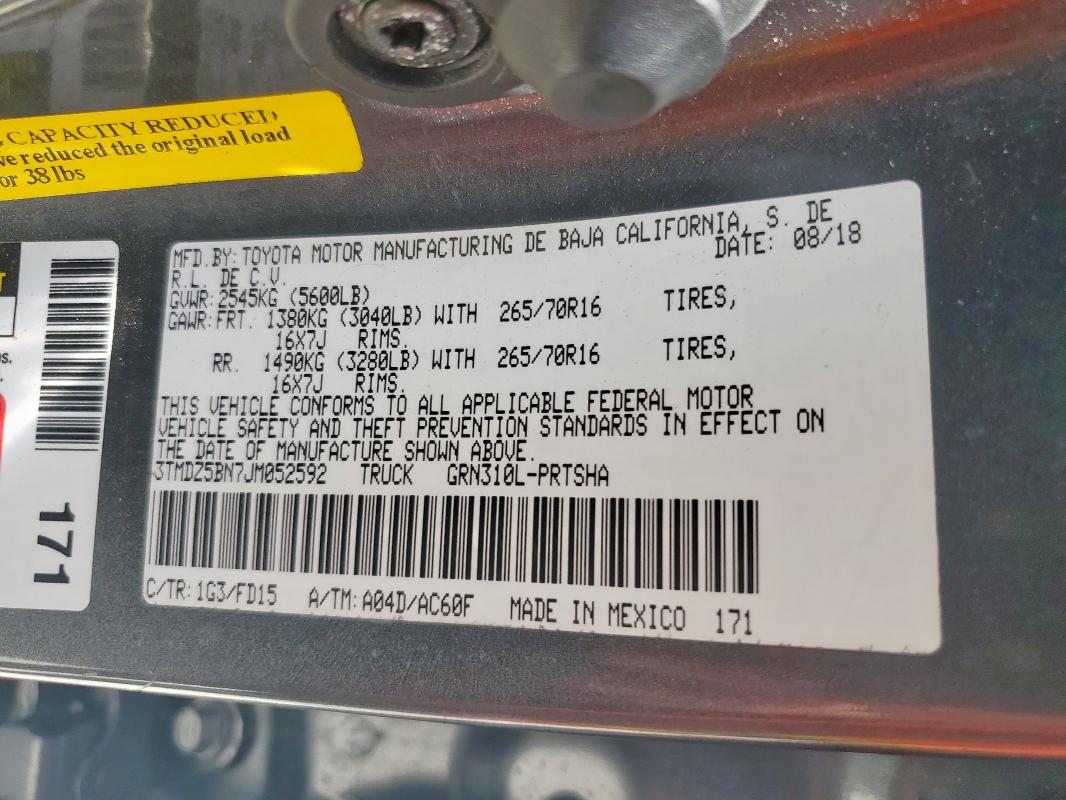 CAPACITY REDUCED
reduced the original load
or 38 lbs
MFD. BY: TOYOTA MOTOR MANUFACTURING DE BAJA CALIFORNIA, S. DE
R.L. DE C.V. DATE: 08/18
GVWR: 2545KG (5600LB)
GAWR: FRT. 1380KG (3040LB) WITH 265/70R16 TIRES,
16X7J RIMS.
RR. 1490KG (3280LB) WITH 265/70R16 TIRES,
16X7J RIMS.
THIS VEHICLE CONFORMS TO ALL APPLICABLE FEDERAL MOTOR
VEHICLE SAFETY AND THEFT PREVENTION STANDARDS IN EFFECT ON
THE DATE OF MANUFACTURE SHOWN ABOVE.
3TMDZ5BN7JM052592 TRUCK GRN310L-PRTSHA
C/TR: 1G3/FD15 A/TM: A04D/AC60F MADE IN MEXICO 171
171